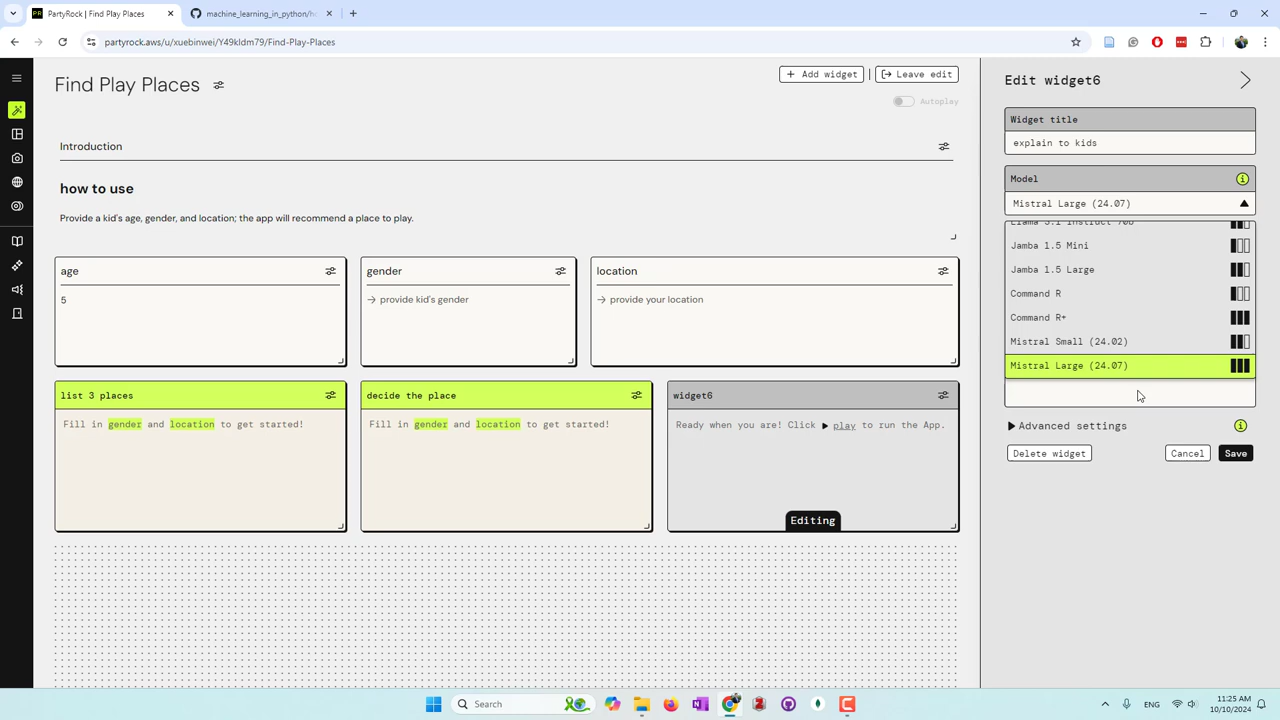 PartyRock | Find Play Places
machine_learning_in_python/ho
partyrock.aws/u/xuebinwei/Y49kldm79/Find-Play-Places
Find Play Places
Add widget
Leave edit
Autoplay
Introduction
how to use
Provide a kid's age, gender, and location; the app will recommend a place to play.
age
5
gender
provide kid's gender
location
provide your location
list 3 places
Fill in gender and location to get started!
decide the place
Fill in gender and location to get started!
widget6
Ready when you are! Click play to run the App.
Editing
Edit widget6
Widget title
explain to kids
Model
Mistral Large (24.07)
Llama 3.1 Instruct 70B
Jamba 1.5 Mini
Jamba 1.5 Large
Command R
Command R+
Mistral Small (24.02)
Mistral Large (24.07)
Advanced settings
Delete widget
Cancel
Save
Search
ENG
11:25 AM
10/10/2024